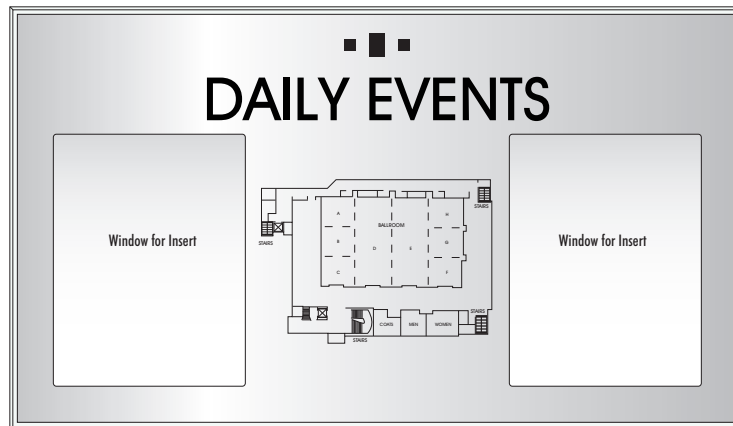 DAILY EVENTS
Window for Insert
Window for Insert
STAIRS
A
H
BALLROOM
B
G
STAIRS
D
E
C
F
STAIRS
COATS
MEN
WOMEN
STAIRS